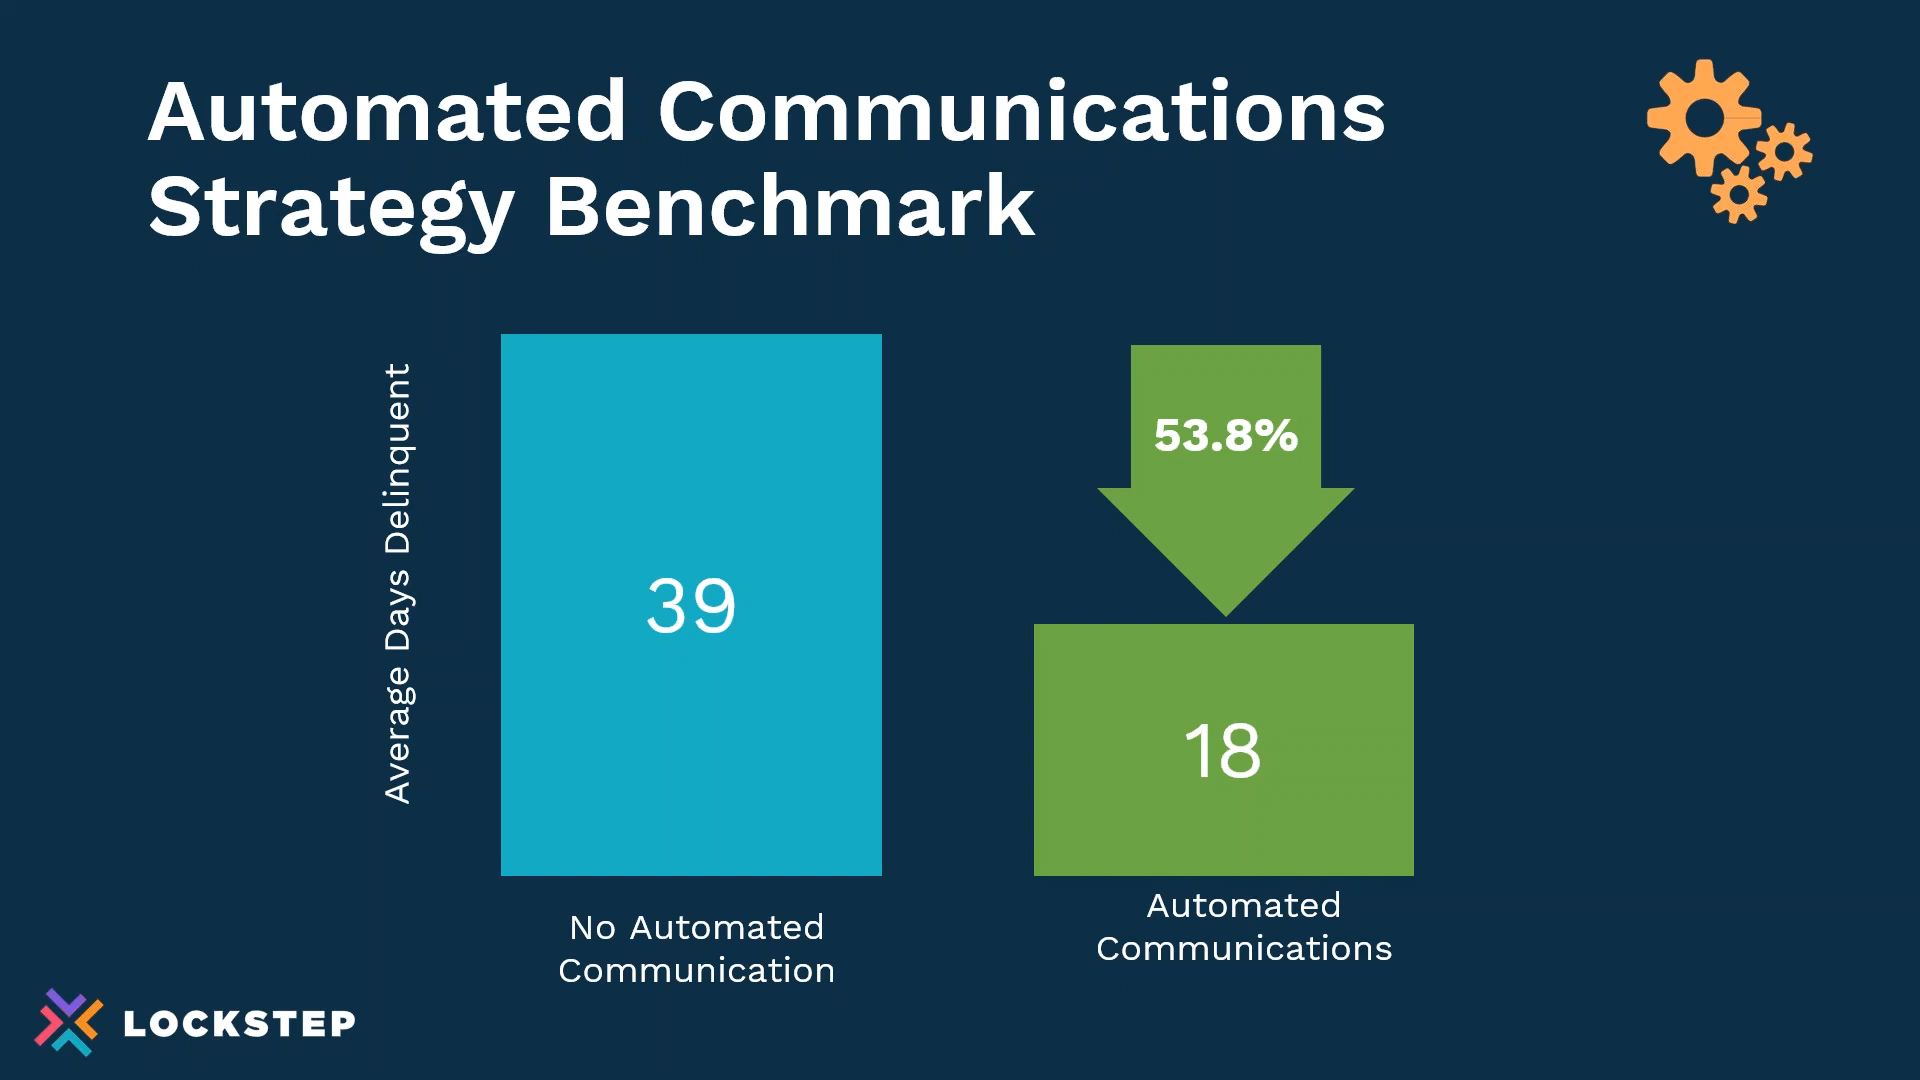 Automated Communications
Strategy Benchmark
Average Days Delinquent
39
53.8%
18
No Automated
Communication
Automated
Communications
LOCKSTEP